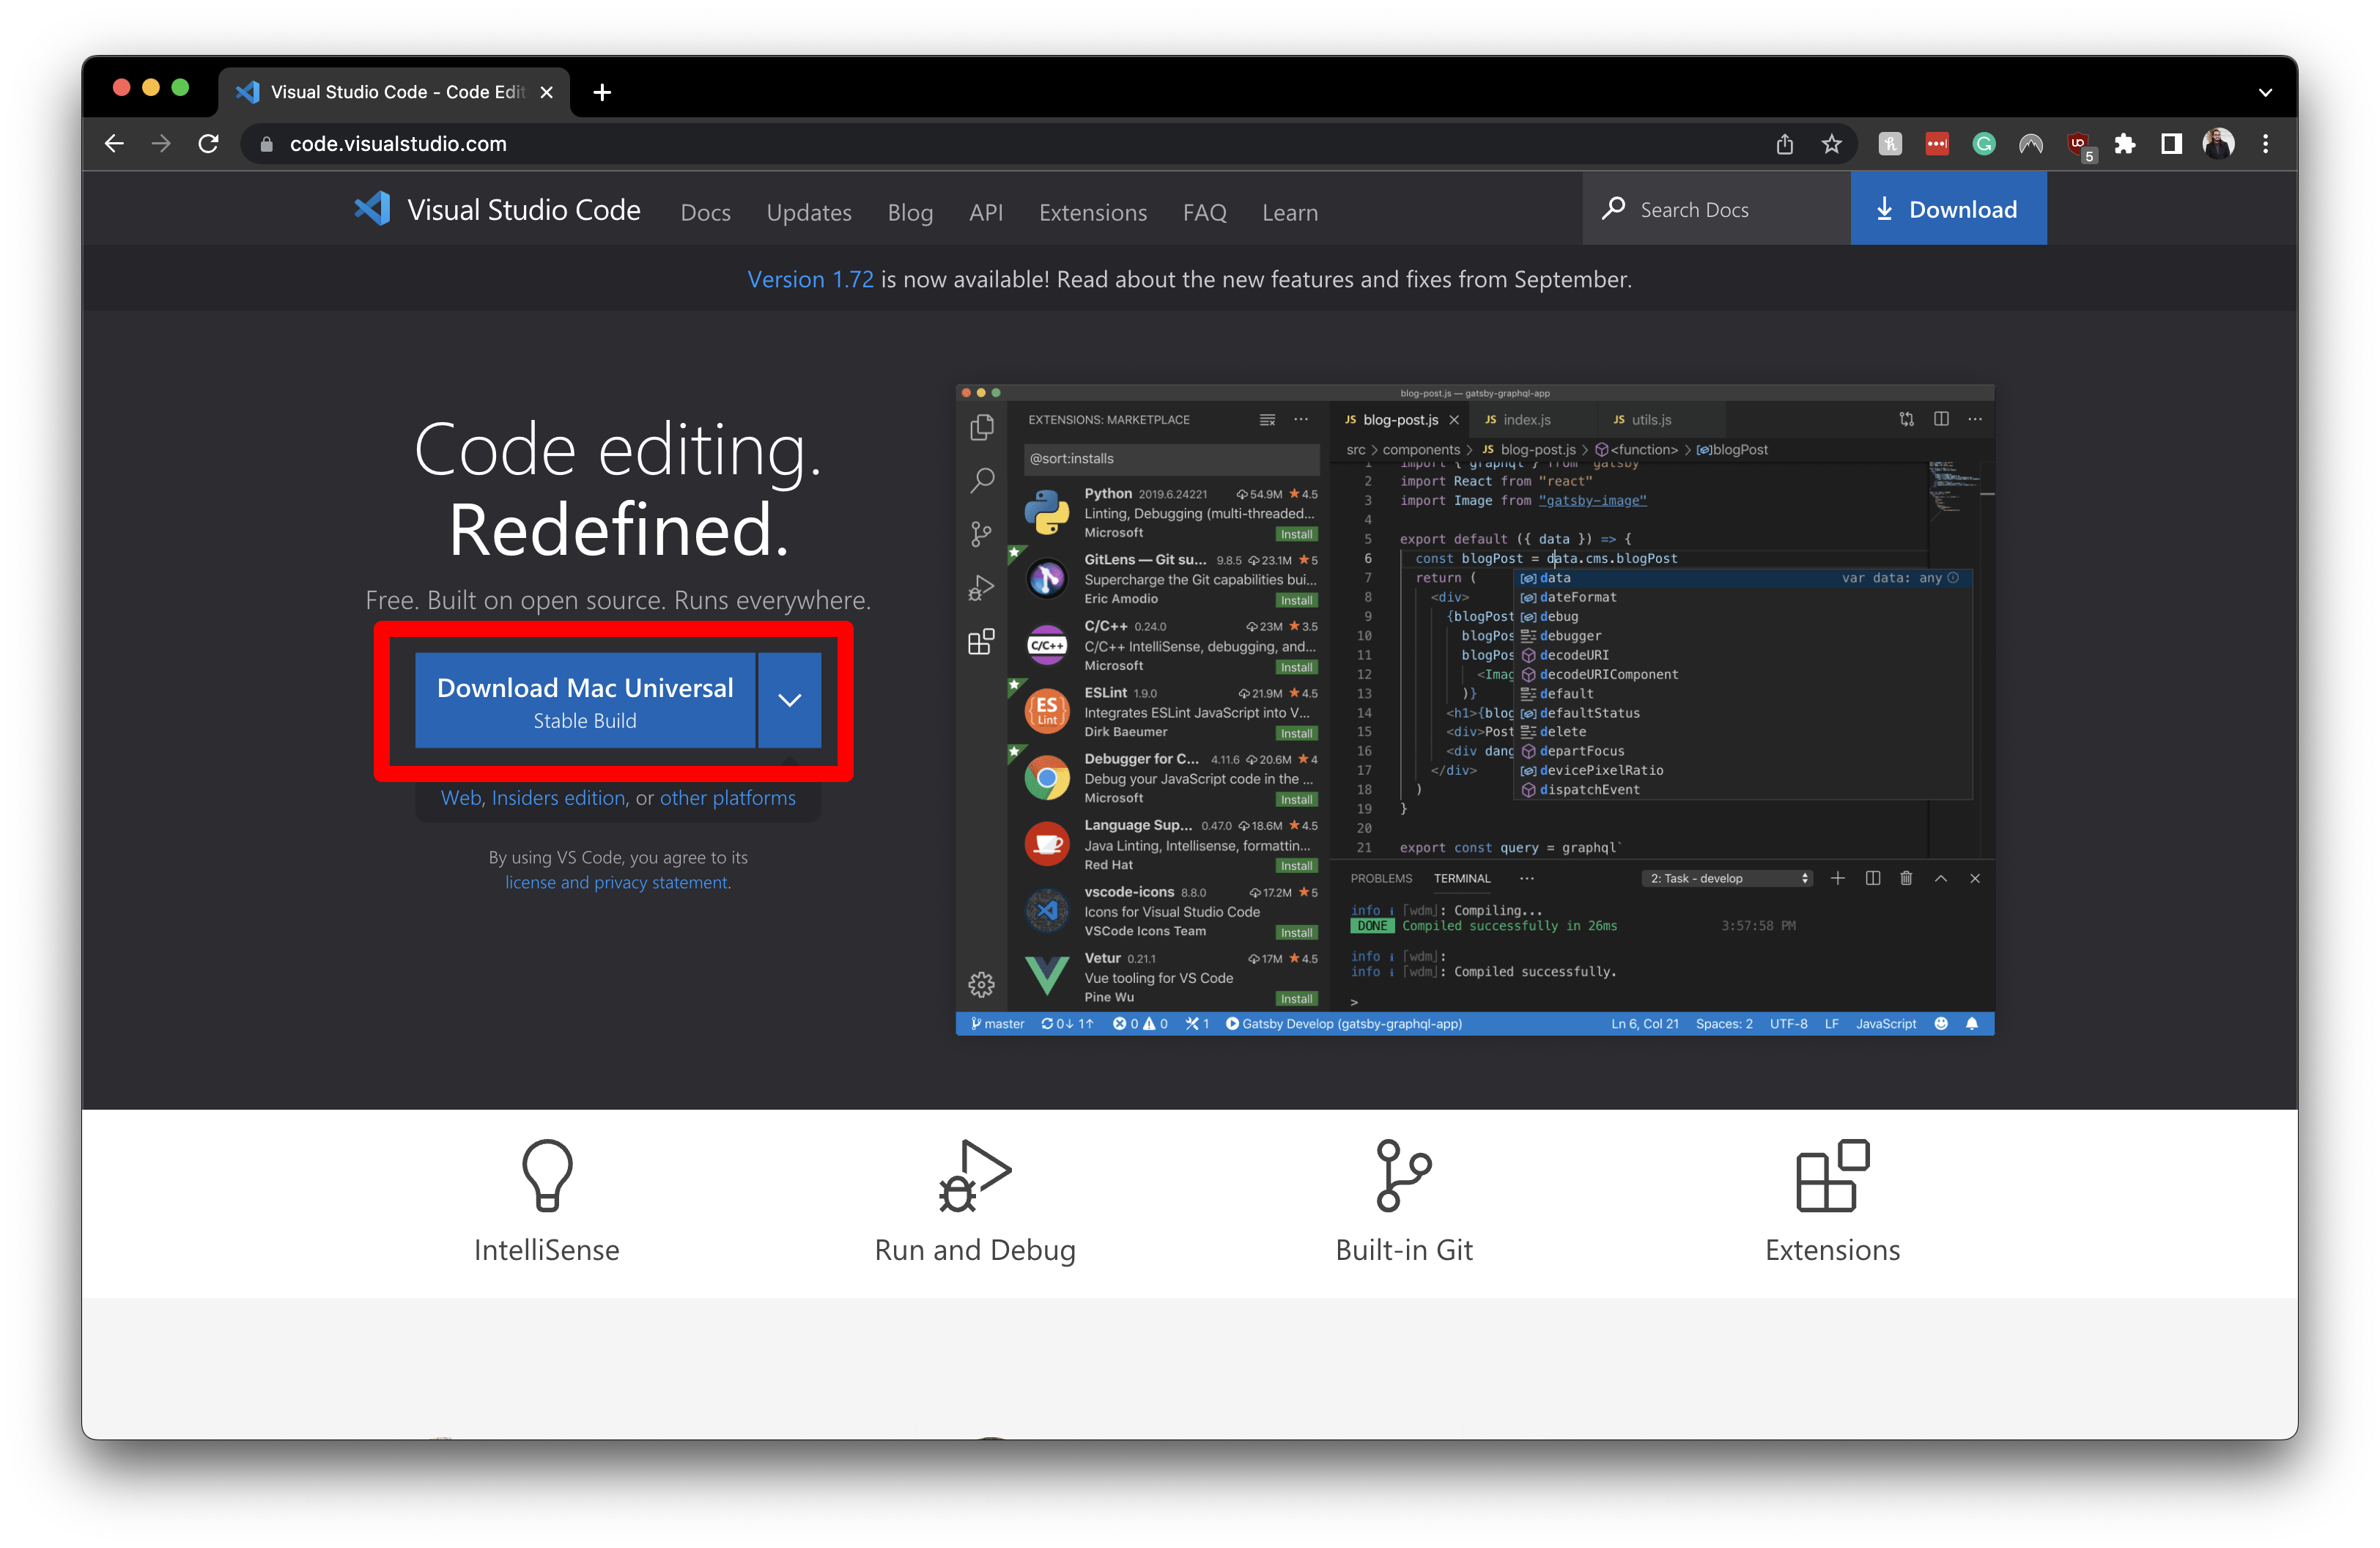 Visual Studio Code - Code Edit
code.visualstudio.com
5
Visual Studio Code Docs Updates Blog API Extensions FAQ Learn Search Docs Download
Version 1.72 is now available! Read about the new features and fixes from September.
Code editing.
Redefined.
Free. Built on open source. Runs everywhere.
Download Mac Universal
Stable Build
Web, Insiders edition, or other platforms
By using VS Code, you agree to its
license and privacy statement.
blog-post.js — gatsby-graphql-app
EXTENSIONS: MARKETPLACE
@sort:installs
Python 2019.6.24221 54.9M ★4.5
Linting, Debugging (multi-threaded...
Microsoft Install
GitLens — Git su... 9.8.5 23.1M ★5
Supercharge the Git capabilities bui...
Eric Amodio Install
C/C++
C/C++ 0.24.0 23M ★3.5
C/C++ IntelliSense, debugging, and...
Microsoft Install
ES
Lint
ESLint 1.9.0 21.9M ★4.5
Integrates ESLint JavaScript into V...
Dirk Baeumer Install
Debugger for C... 4.11.6 20.6M ★4
Debug your JavaScript code in the ...
Microsoft Install
Language Sup... 0.47.0 18.6M ★4.5
Java Linting, Intellisense, formattin...
Red Hat Install
vscode-icons 8.8.0 17.2M ★5
Icons for Visual Studio Code
VSCode Icons Team Install
Vetur 0.21.1 17M ★4.5
Vue tooling for VS Code
Pine Wu Install
JS blog-post.js JS index.js JS utils.js
src > components > JS blog-post.js > <function> > blogPost
1 import { graphql } from "gatsby"
2 import React from "react"
3 import Image from "gatsby-image"
4
5 export default ({ data }) => {
6 const blogPost = data.cms.blogPost
7 return (
8 <div>
9 {blogPost
10 blogPos
11 blogPos
12 <Imag
13 )}
14 <h1>{blog
15 <div>Post
16 <div dang
17 </div>
18 )
19 }
20
21 export const query = graphql`
data var data: any
dateFormat
debug
debugger
decodeURI
decodeURIComponent
default
defaultStatus
delete
departFocus
devicePixelRatio
dispatchEvent
PROBLEMS TERMINAL ... 2: Task - develop
info i ｢wdm｣: Compiling...
DONE Compiled successfully in 26ms 3:57:58 PM
info i ｢wdm｣:
info i ｢wdm｣: Compiled successfully.
>
master 0↓ 1↑ 0 0 1 Gatsby Develop (gatsby-graphql-app) Ln 6, Col 21 Spaces: 2 UTF-8 LF JavaScript
IntelliSense
Run and Debug
Built-in Git
Extensions